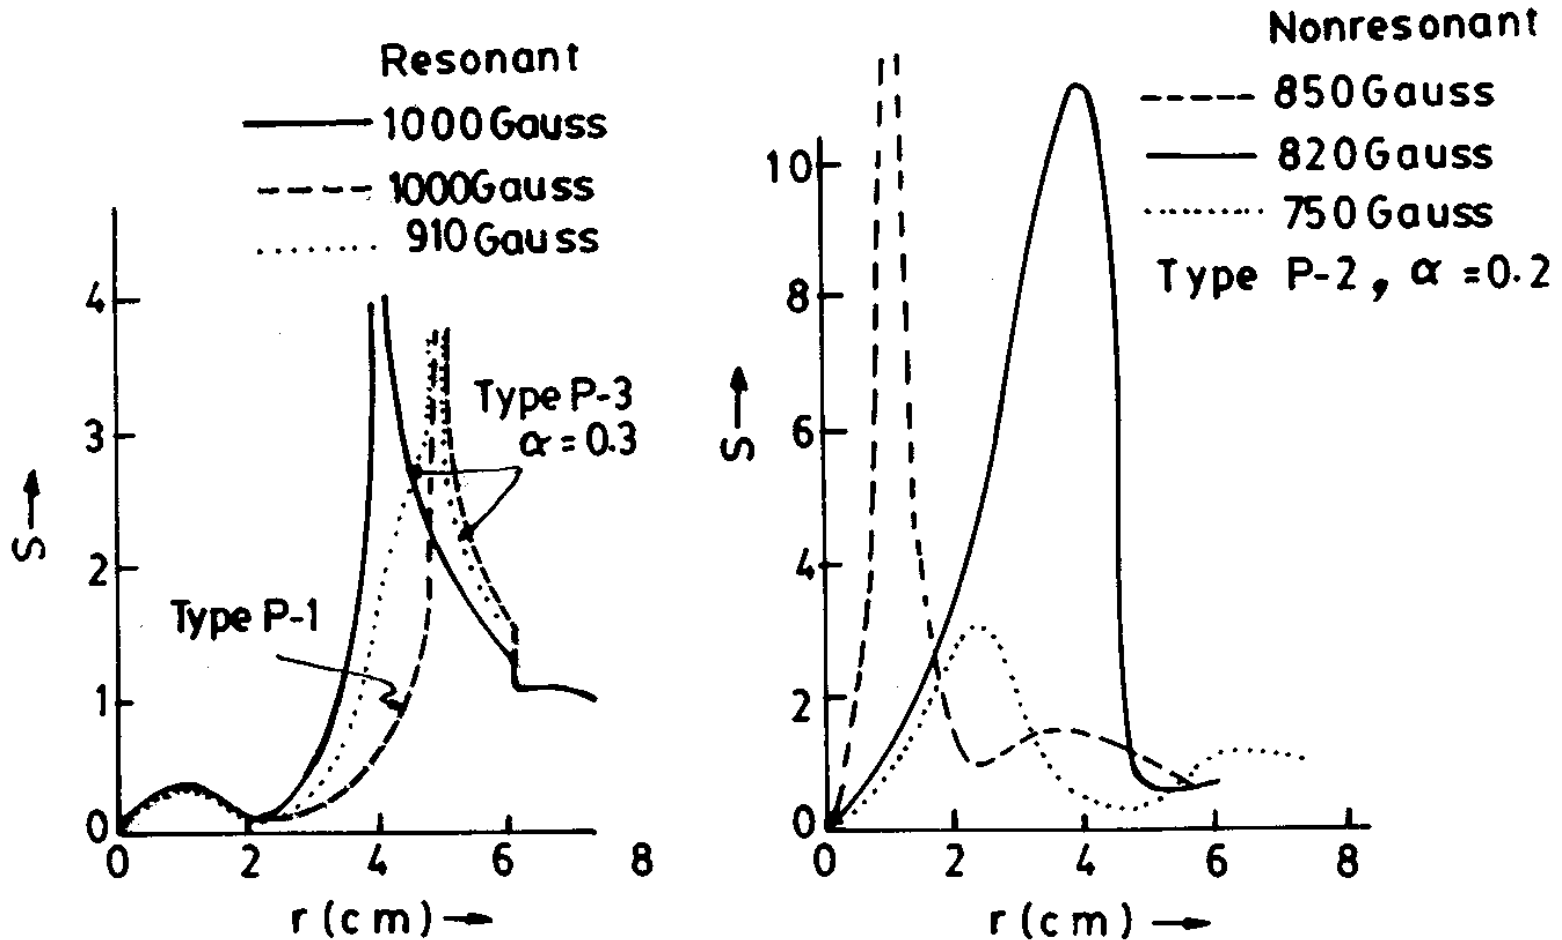 Resonant
1000 Gauss
1000 Gauss
910 Gauss
4
3
2
1
0
S
Type P-3
α = 0.3
Type P-1
0 2 4 6 8
r (cm)
Nonresonant
850 Gauss
820 Gauss
750 Gauss
Type P-2, α = 0.2
10
8
6
4
2
0
S
0 2 4 6 8
r (cm)